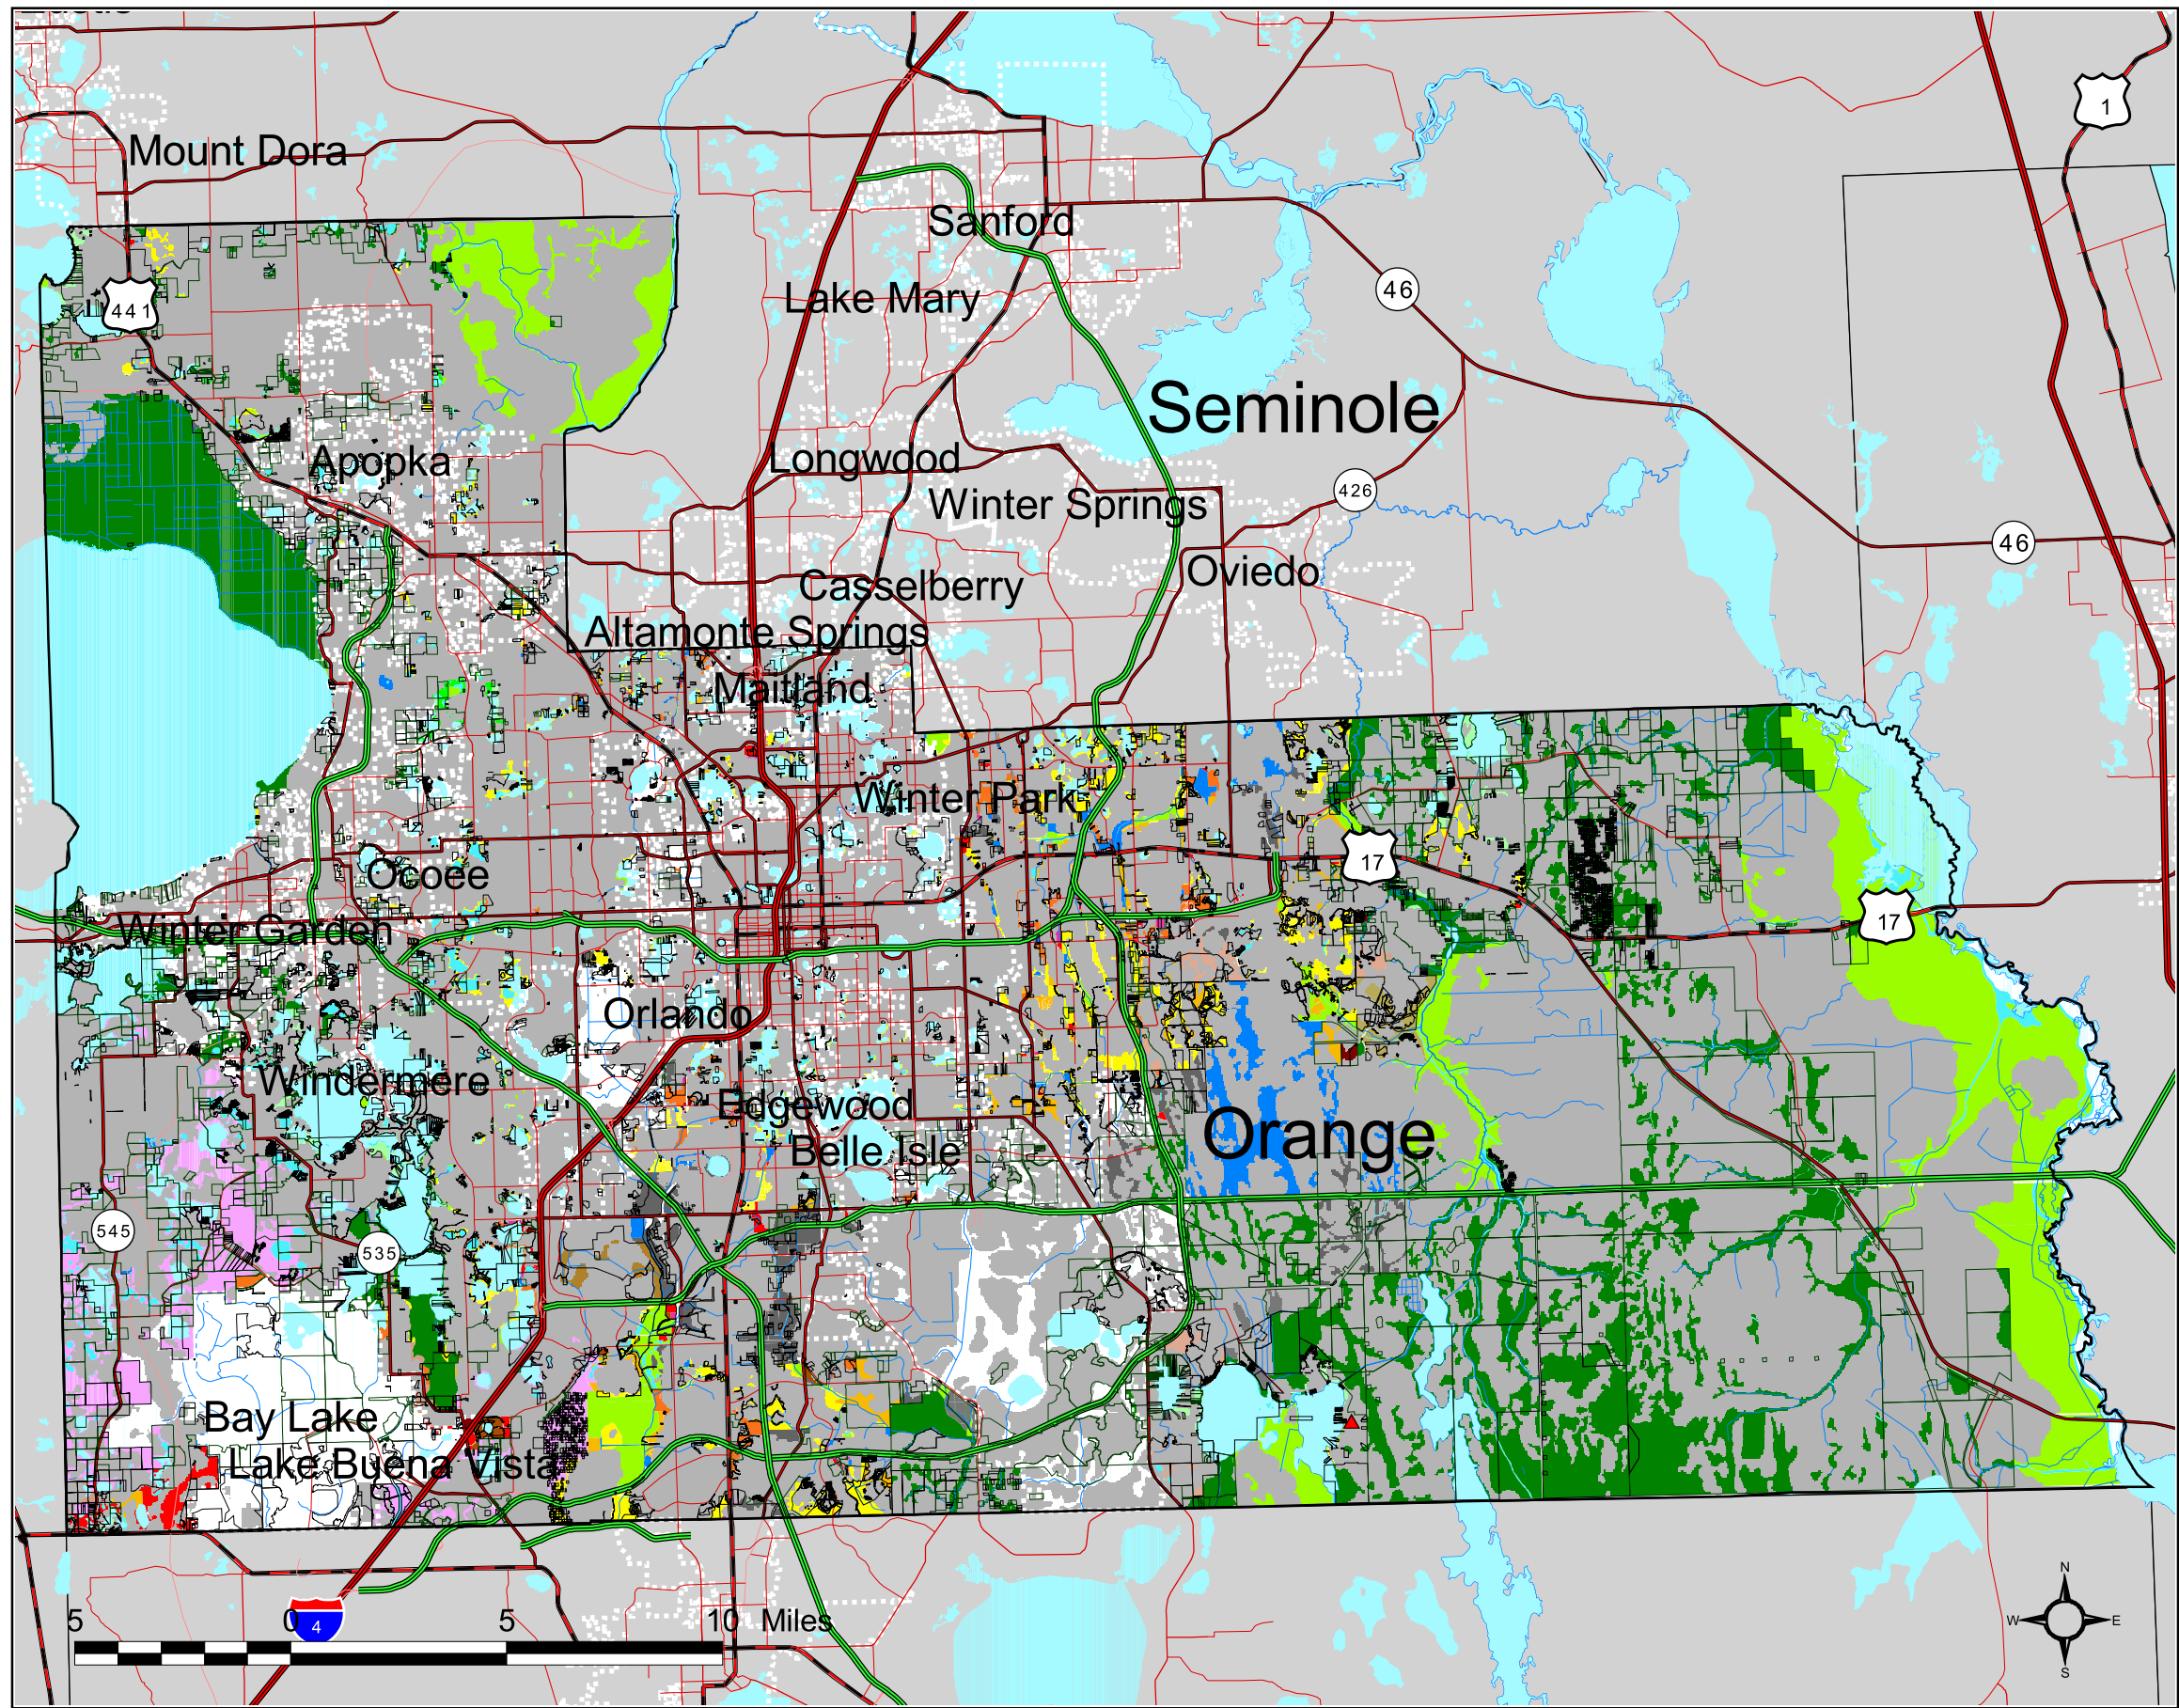 1
Mount Dora
Sanford
Lake Mary
46
441
Seminole
Longwood
Apopka
426
Winter Springs
46
Oviedo
Casselberry
Altamonte Springs
Maitland
Winter Park
17
Ocoee
17
Winter Garden
Orlando
Windermere
Edgewood
Orange
Belle Isle
545
535
Bay Lake
Lake Buena Vista
5 0 5 10 Miles
4
N
W E
S